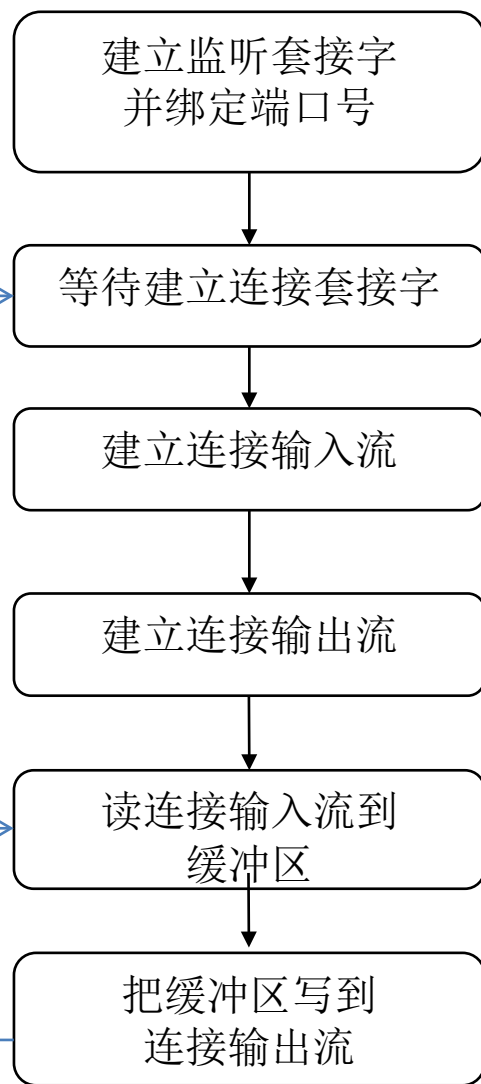 建立监听套接字
并绑定端口号
等待建立连接套接字
建立连接输入流
建立连接输出流
读连接输入流到
缓冲区
把缓冲区写到
连接输出流